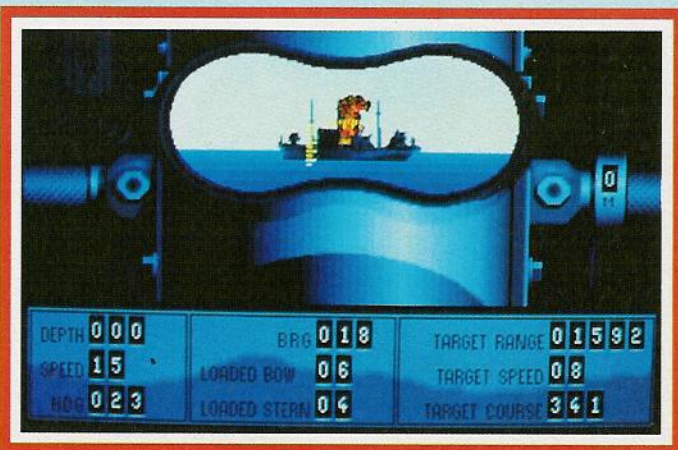 0
M
DEPTH 000
SPEED 15
HDG 023
BRG 018
LOADED BOW 06
LOADED STERN 04
TARGET RANGE 01592
TARGET SPEED 08
TARGET COURSE 341